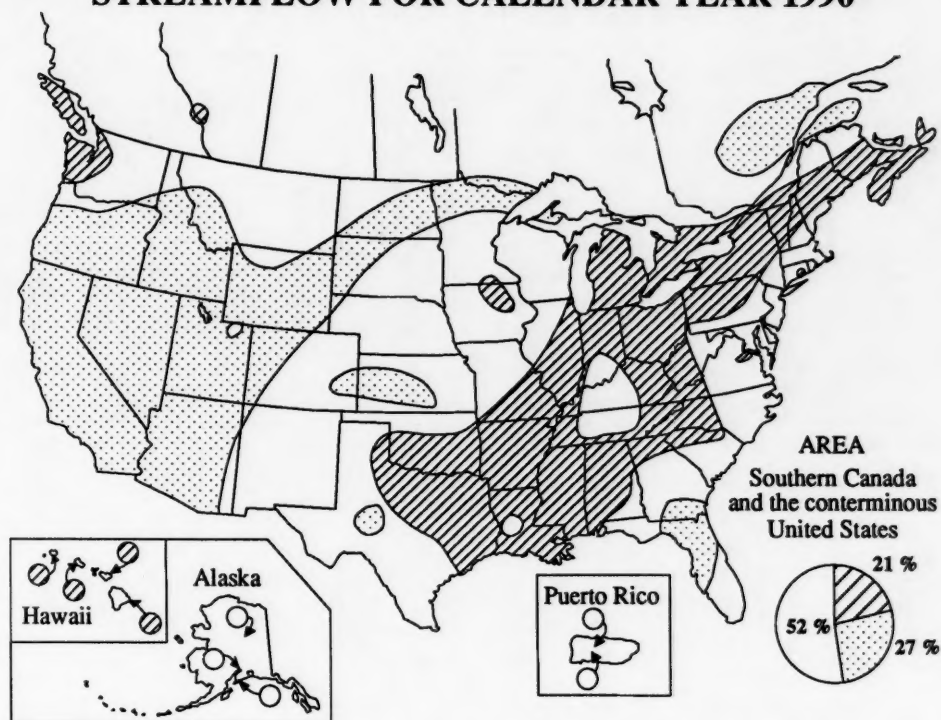 STREAMFLOW FOR CALENDAR YEAR 1990
AREA
Southern Canada
and the conterminous
United States
21 %
52 %
27 %
Hawaii
Alaska
Puerto Rico